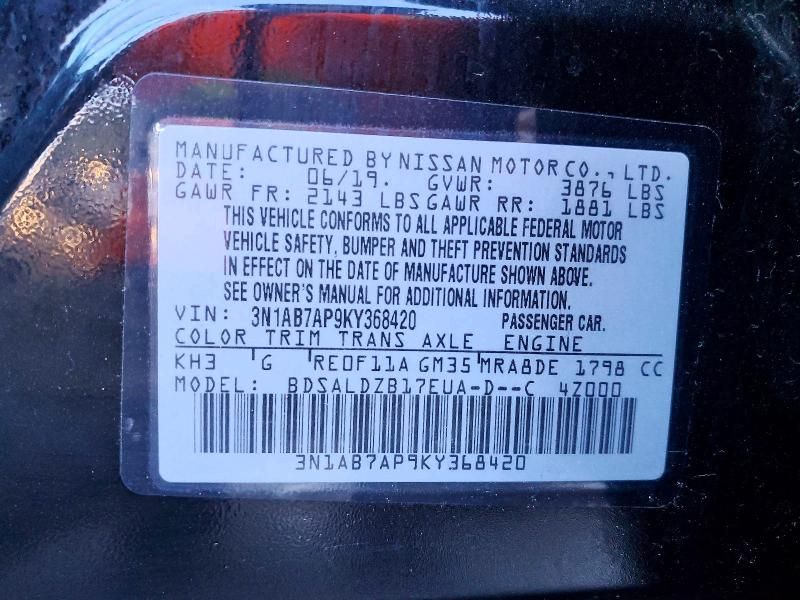 MANUFACTURED BY NISSAN MOTOR CO., LTD.
DATE: 06/19. GVWR: 3876 LBS
GAWR FR: 2143 LBS GAWR RR: 1881 LBS
THIS VEHICLE CONFORMS TO ALL APPLICABLE FEDERAL MOTOR
VEHICLE SAFETY, BUMPER AND THEFT PREVENTION STANDARDS
IN EFFECT ON THE DATE OF MANUFACTURE SHOWN ABOVE.
SEE OWNER'S MANUAL FOR ADDITIONAL INFORMATION.
VIN: 3N1AB7AP9KY368420 PASSENGER CAR.
COLOR TRIM TRANS AXLE ENGINE
KH3 G RE0F11A GM35 MRA8DE 1798 CC
MODEL: BDSALDZB17EUA-D--C 4Z000
3N1AB7AP9KY368420